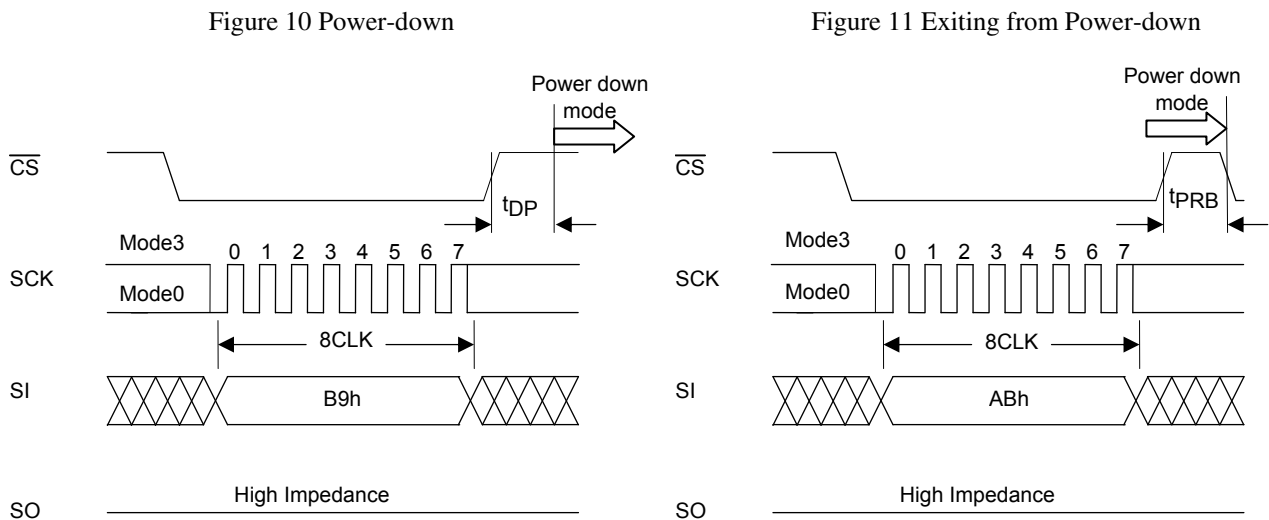 Figure 10 Power-down
Power down
mode
CS
tDP
Mode3
0 1 2 3 4 5 6 7
SCK
Mode0
8CLK
SI
B9h
High Impedance
SO
Figure 11 Exiting from Power-down
Power down
mode
CS
tPRB
Mode3
0 1 2 3 4 5 6 7
SCK
Mode0
8CLK
SI
ABh
High Impedance
SO